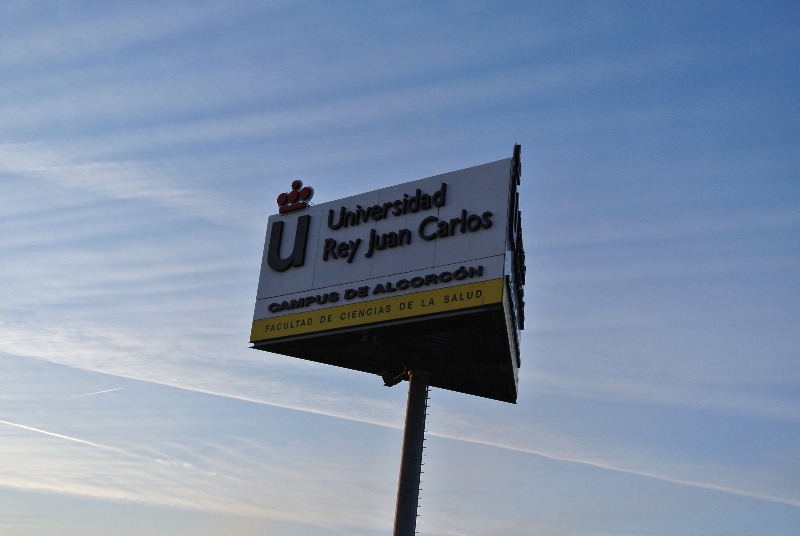 u
Universidad
Rey Juan Carlos
CAMPUS DE ALCORCÓN
FACULTAD DE CIENCIAS DE LA SALUD